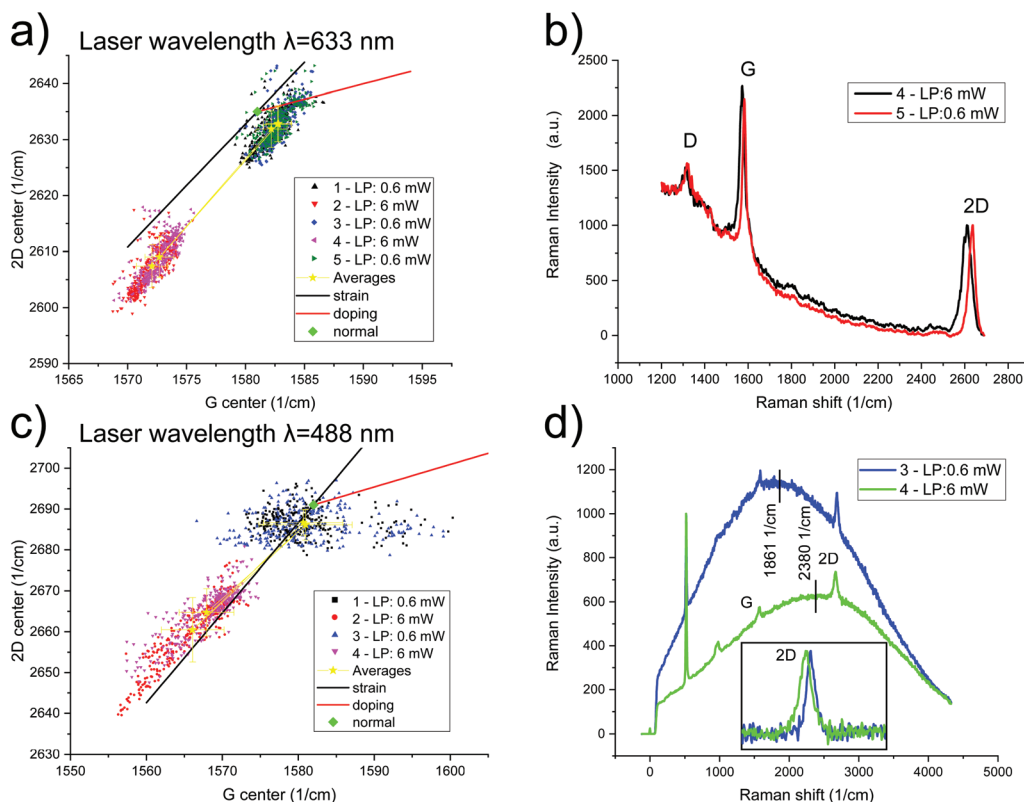 a)
Laser wavelength λ=633 nm
2D center (1/cm)
2640
2630
2620
2610
2600
2590
1565
1570
1575
1580
1585
1590
1595
G center (1/cm)
1 - LP: 0.6 mW
2 - LP: 6 mW
3 - LP: 0.6 mW
4 - LP: 6 mW
5 - LP: 0.6 mW
Averages
strain
doping
normal
b)
Raman Intensity (a.u.)
2500
2000
1500
1000
500
0
1000
1200
1400
1600
1800
2000
2200
2400
2600
2800
Raman shift (1/cm)
D
G
2D
4 - LP:6 mW
5 - LP:0.6 mW
c)
Laser wavelength λ=488 nm
2D center (1/cm)
2700
2690
2680
2670
2660
2650
2640
2630
1550
1560
1570
1580
1590
1600
G center (1/cm)
1 - LP: 0.6 mW
2 - LP: 6 mW
3 - LP: 0.6 mW
4 - LP: 6 mW
Averages
strain
doping
normal
d)
Raman Intensity (a.u.)
1200
1000
800
600
400
200
0
0
1000
2000
3000
4000
5000
Raman shift (1/cm)
3 - LP:0.6 mW
4 - LP:6 mW
1861 1/cm
2380 1/cm
G
2D
2D